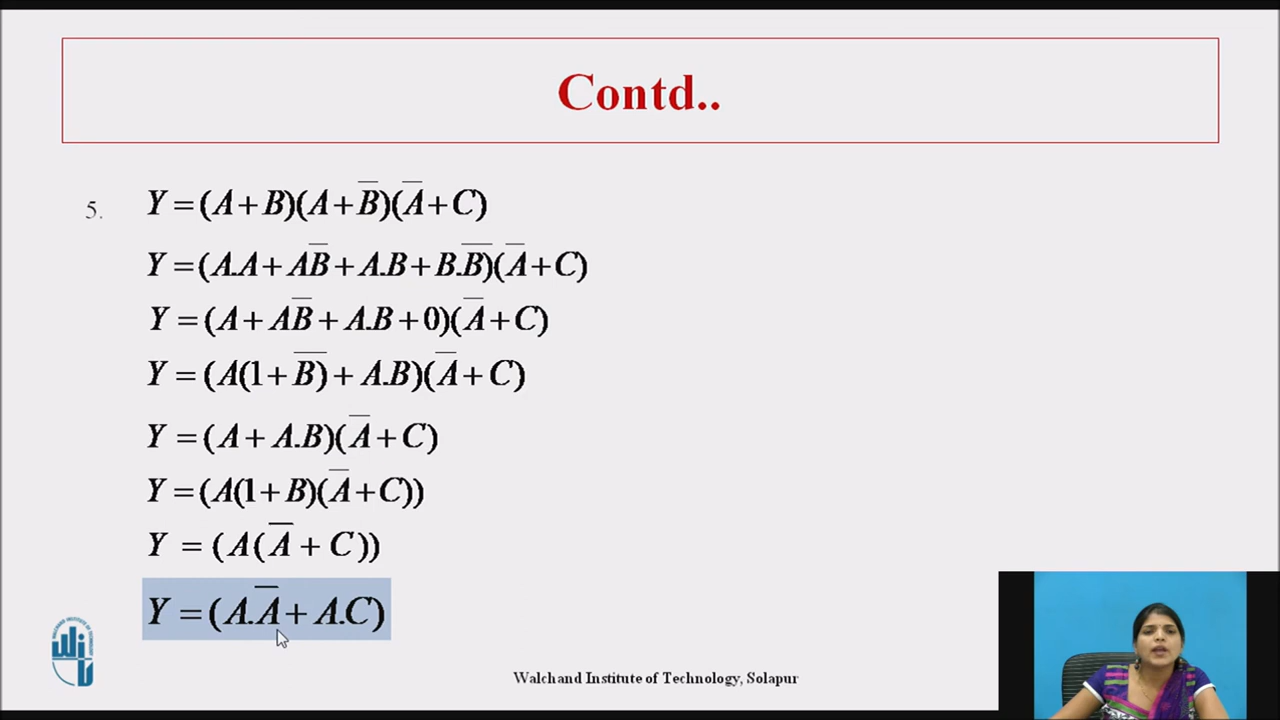 Contd..
5. Y = (A + B)(A + B̅)(A̅ + C)
Y = (A.A + AB̅ + A.B + B.B̅)(A̅ + C)
Y = (A + AB̅ + A.B + 0)(A̅ + C)
Y = (A(1 + B̅) + A.B)(A̅ + C)
Y = (A + A.B)(A̅ + C)
Y = (A(1 + B)(A̅ + C))
Y = (A(A̅ + C))
Y = (A.A̅ + A.C)
Walchand Institute of Technology, Solapur